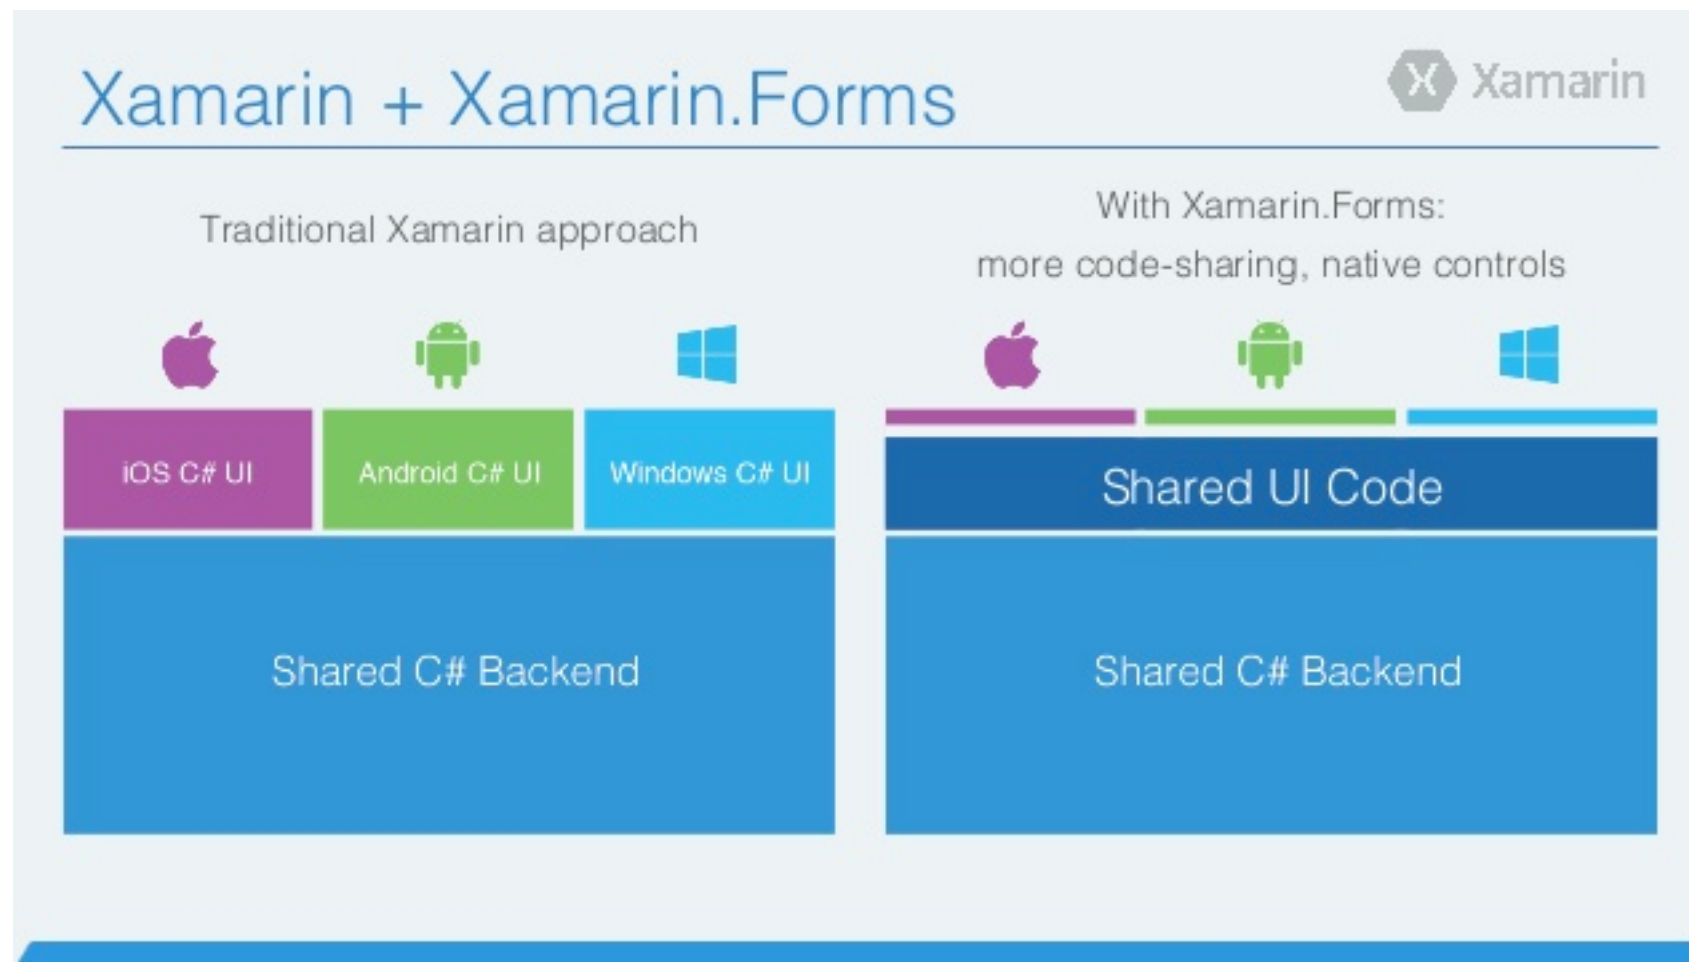 Xamarin + Xamarin.Forms
X Xamarin
Traditional Xamarin approach
iOS C# UI
Android C# UI
Windows C# UI
Shared C# Backend
With Xamarin.Forms:
more code-sharing, native controls
Shared UI Code
Shared C# Backend